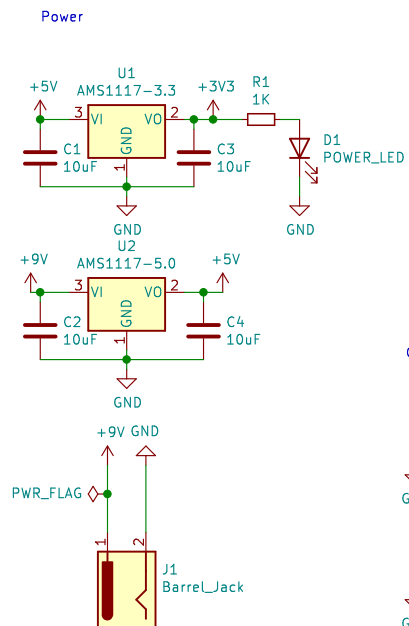 Power
U1
AMS1117-3.3
+5V
+3V3
R1
1K
3
VI
VO
2
GND
1
C1
10uF
C3
10uF
D1
POWER_LED
GND
GND
U2
AMS1117-5.0
+9V
+5V
3
VI
VO
2
GND
1
C2
10uF
C4
10uF
GND
+9V
GND
PWR_FLAG
1
2
J1
Barrel_Jack